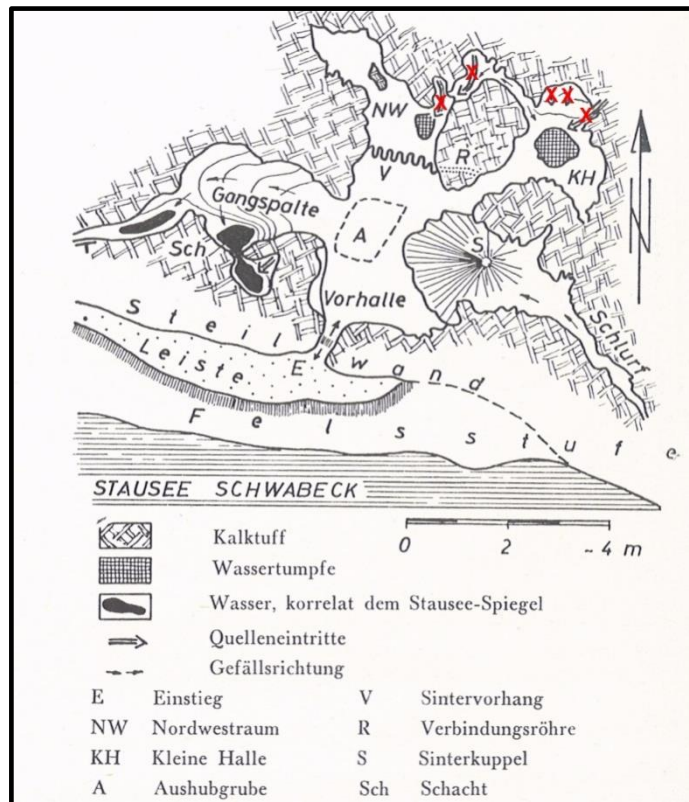 NW
V
R
KH
Gangspalte
A
S
Sch
Vorhalle
Schlurf
Steilwand
E
Leiste
Felsstufe
N
STAUSEE SCHWABECK
0 2 ~4 m
Kalktuff
Wassertumpfe
Wasser, korrelat dem Stausee-Spiegel
Quelleneintritte
Gefällsrichtung
E Einstieg V Sintervorhang
NW Nordwestraum R Verbindungsröhre
KH Kleine Halle S Sinterkuppel
A Aushubgrube Sch Schacht